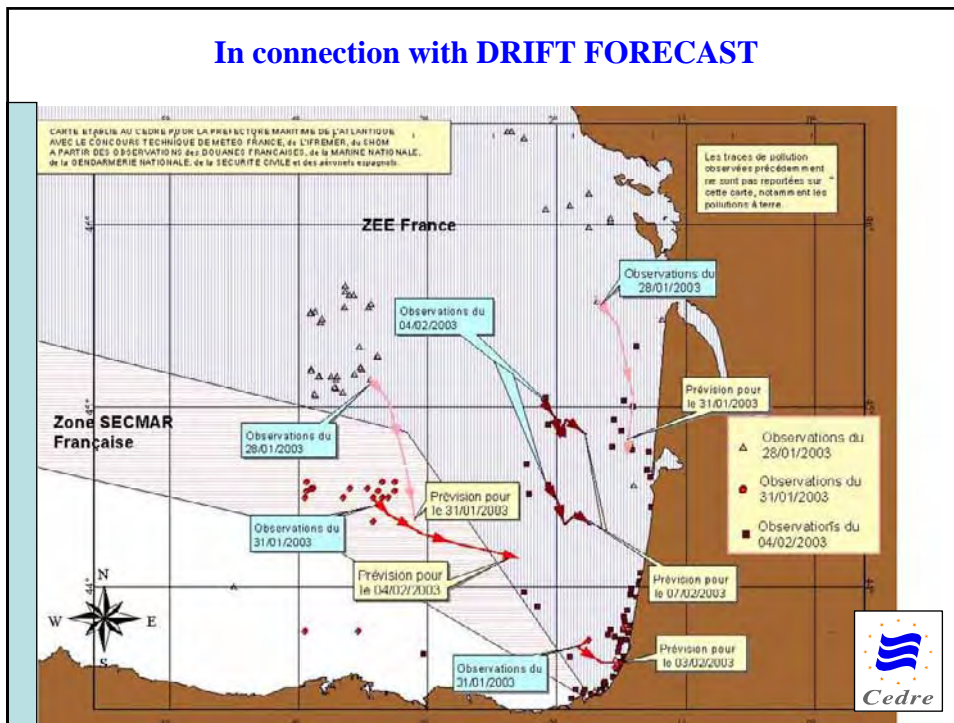 In connection with DRIFT FORECAST
CARTE ETABLIE AU CEDRE POUR LA PREFECTORE MARITIME DE L'ATLANTIQUE
AVEC LE CONCOURS TECHNIQUE DE METEO FRANCE, de L'IFREMER, du SHOM
A PARTIR DES OBSERVATIONS des DOUANES FRANCAISES, de la MARINE NATIONALE,
de la GENDARMERIE NATIONALE, de la SECURITE CIVILE et des aéronefs espagnols.
Les traces de pollution
observées précédemment
ne sont pas reportées sur
cette carte, notamment les
pollutions à terre.
ZEE France
Observations du
28/01/2003
Observations du
04/02/2003
Prévision pour
le 31/01/2003
Zone SECMAR
Française
Observations du
28/01/2003
Observations du
28/01/2003
Observations du
31/01/2003
Observations du
04/02/2003
Prévision pour
le 31/01/2003
Observations du
31/01/2003
Prévision pour
le 04/02/2003
Prévision pour
le 07/02/2003
44°
44°
N
W
E
S
Prévision pour
le 03/02/2003
Observations du
31/01/2003
Cedre